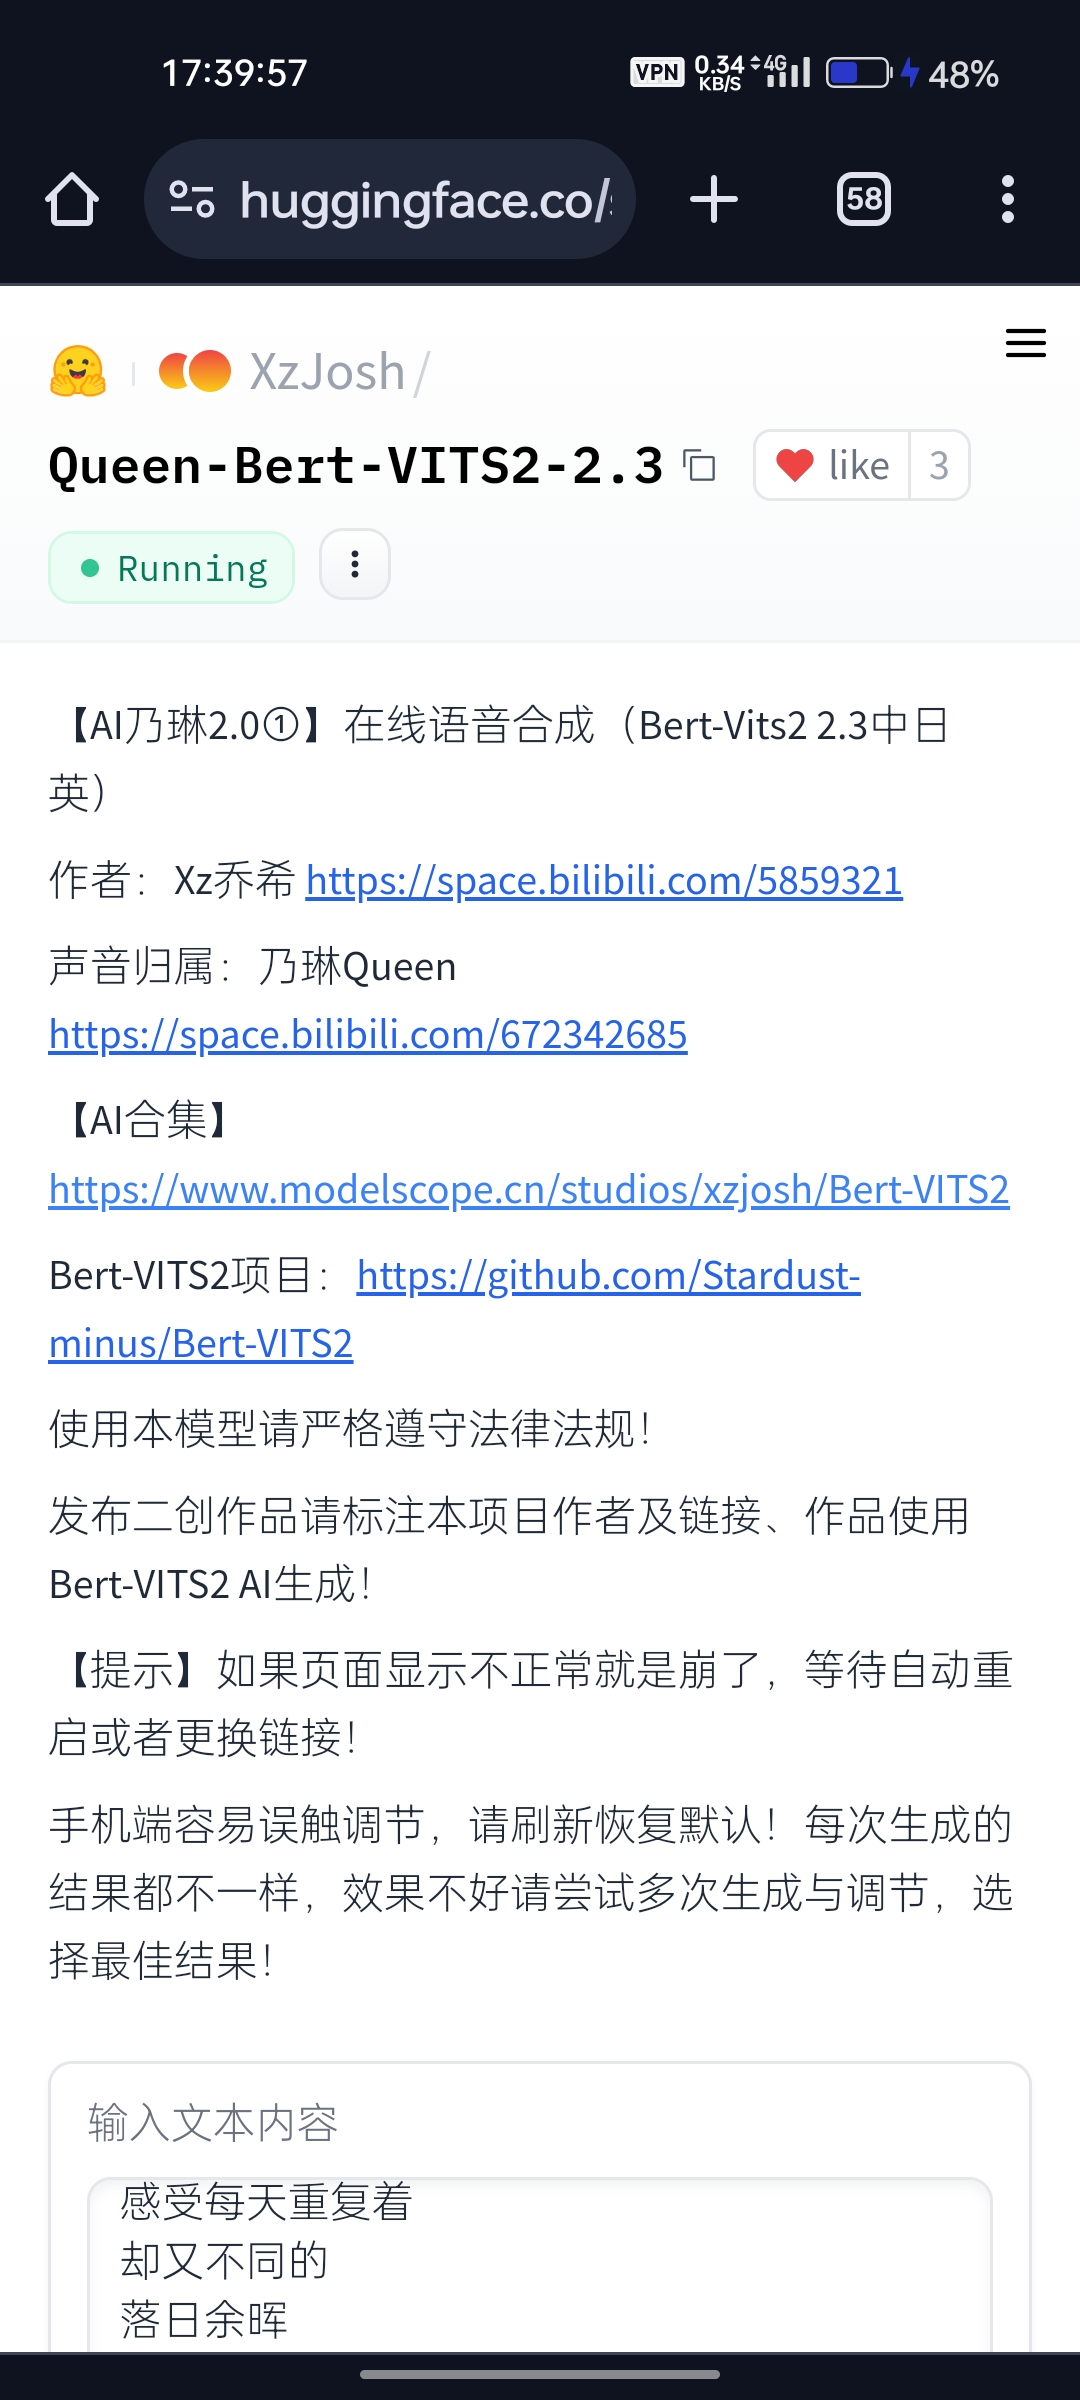 17:39:57
VPN 0.34 KB/S 4G 48%
huggingface.co/
58
XzJosh/
Queen-Bert-VITS2-2.3
like 3
Running
【AI乃琳2.0①】在线语音合成（Bert-Vits2 2.3中日
英）
作者：Xz乔希 https://space.bilibili.com/5859321
声音归属：乃琳Queen
https://space.bilibili.com/672342685
【AI合集】
https://www.modelscope.cn/studios/xzjosh/Bert-VITS2
Bert-VITS2项目：https://github.com/Stardust-
minus/Bert-VITS2
使用本模型请严格遵守法律法规！
发布二创作品请标注本项目作者及链接、作品使用
Bert-VITS2 AI生成！
【提示】如果页面显示不正常就是崩了，等待自动重
启或者更换链接！
手机端容易误触调节，请刷新恢复默认！每次生成的
结果都不一样，效果不好请尝试多次生成与调节，选
择最佳结果！
输入文本内容
感受每天重复着
却又不同的
落日余晖